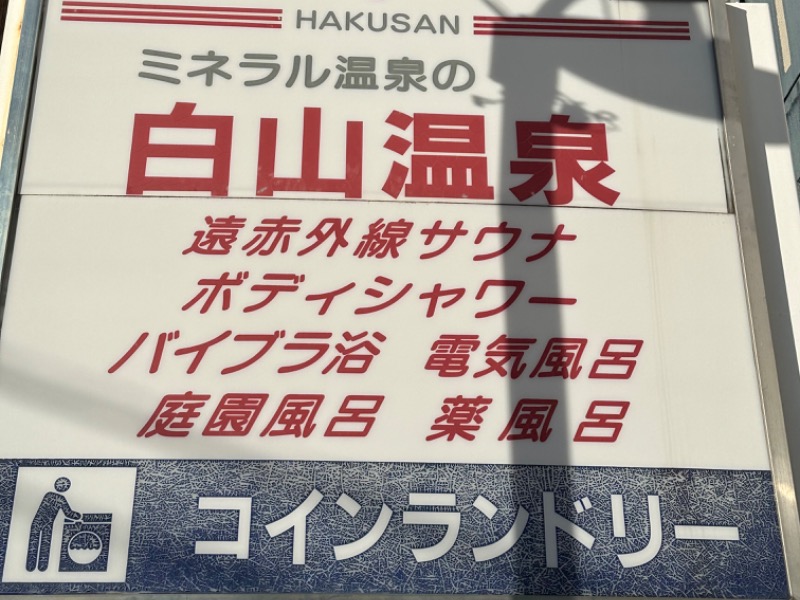 HAKUSAN
ミネラル温泉の
白山温泉
遠赤外線サウナ
ボディシャワー
バイブラ浴 電気風呂
庭園風呂 薬風呂
コインランドリー